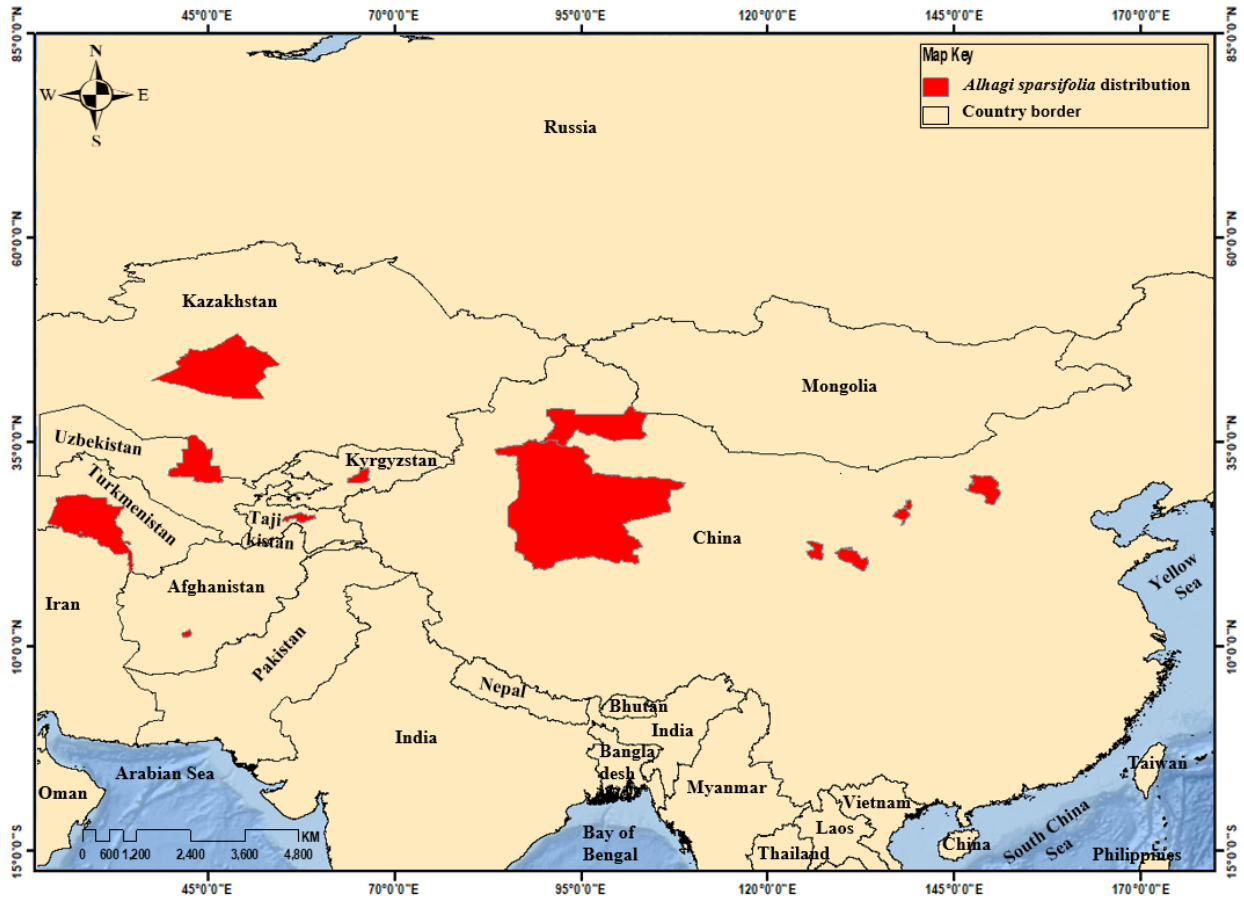 45°0'0"E 70°0'0"E 95°0'0"E 120°0'0"E 145°0'0"E 170°0'0"E
85°0'0"N
85°0'0"N
N
W E
S
Map Key
Alhagi sparsifolia distribution
Country border
Russia
60°0'0"N
60°0'0"N
Kazakhstan
Mongolia
35°0'0"N
35°0'0"N
Uzbekistan
Kyrgyzstan
Turkmenistan
Taji
kistan
China
Afghanistan
Iran
Yellow
Sea
10°0'0"N
10°0'0"N
Pakistan
Nepal
Bhutan
India
India
Bangla
desh
Arabian Sea
Taiwan
Oman
Myanmar
Vietnam
Laos
Bay of
Bengal
Thailand
China
South China
Sea
Philippines
KM
0 600 1,200 2,400 3,600 4,800
15°0'0"S
15°0'0"S
45°0'0"E 70°0'0"E 95°0'0"E 120°0'0"E 145°0'0"E 170°0'0"E